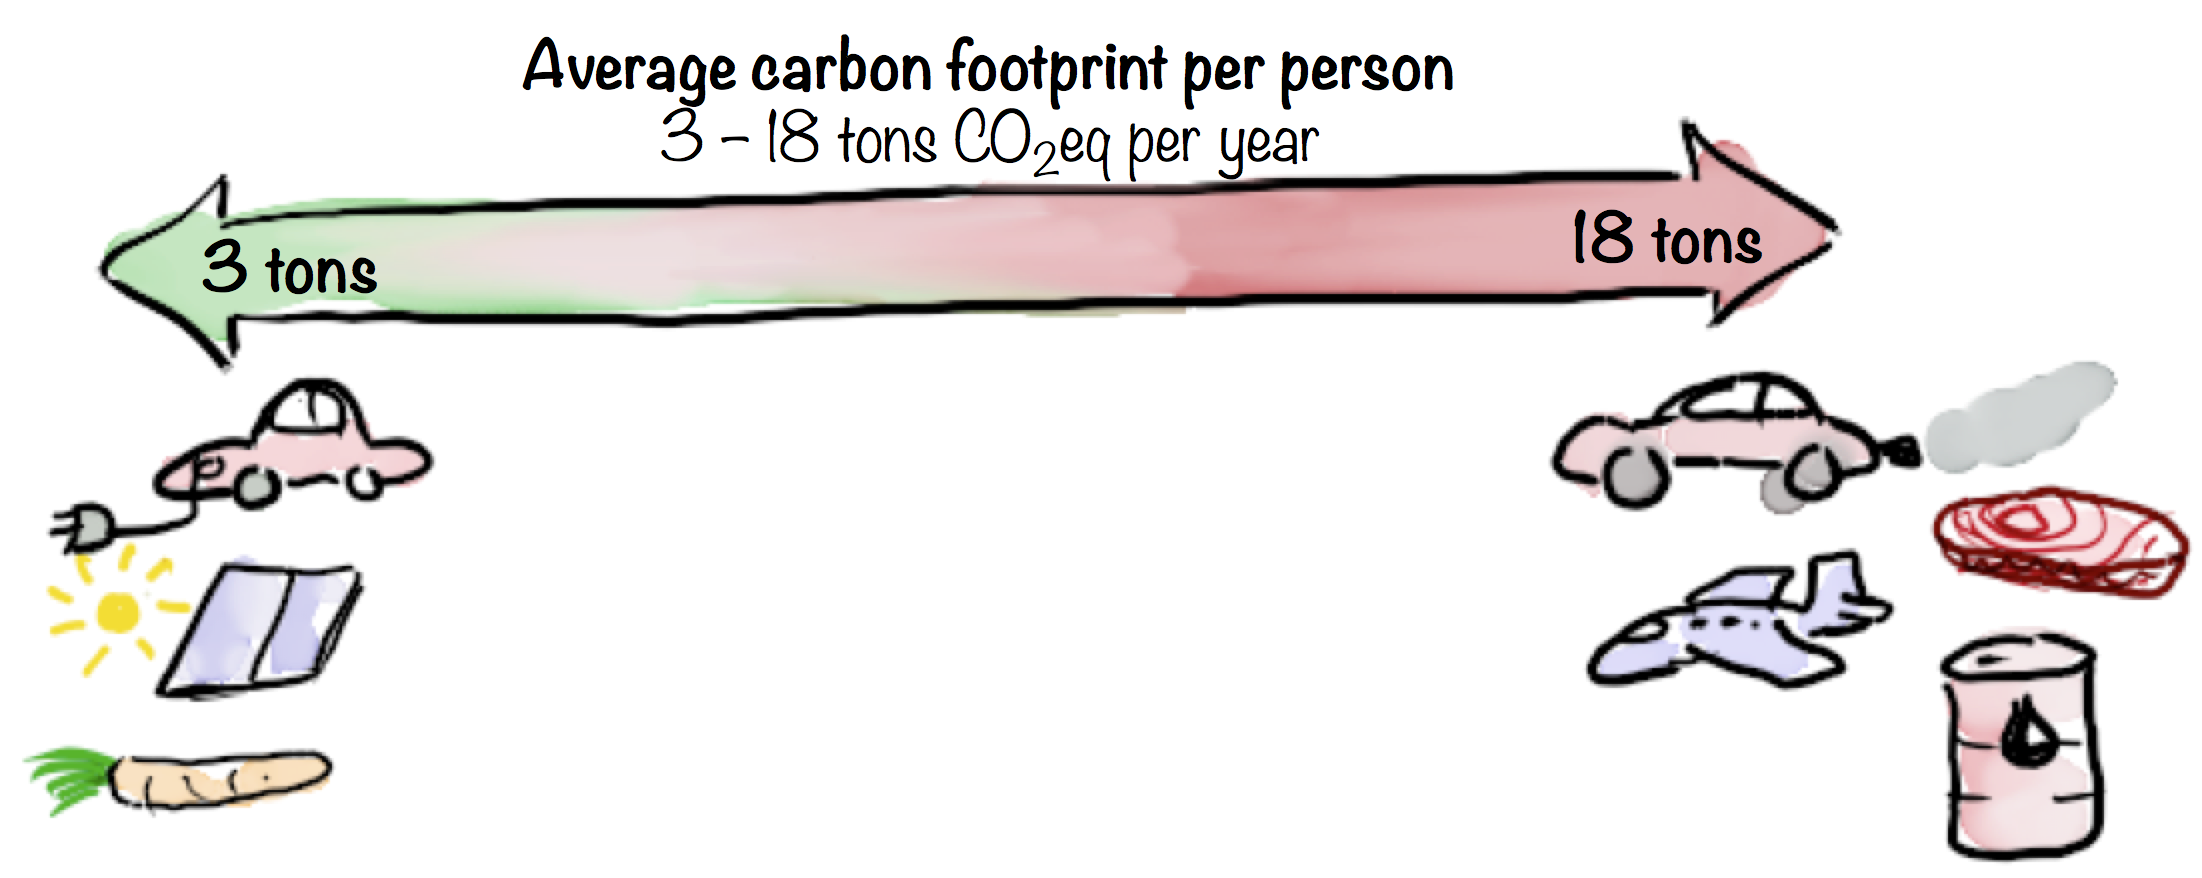 Average carbon footprint per person
3 – 18 tons CO₂eq per year
3 tons
18 tons